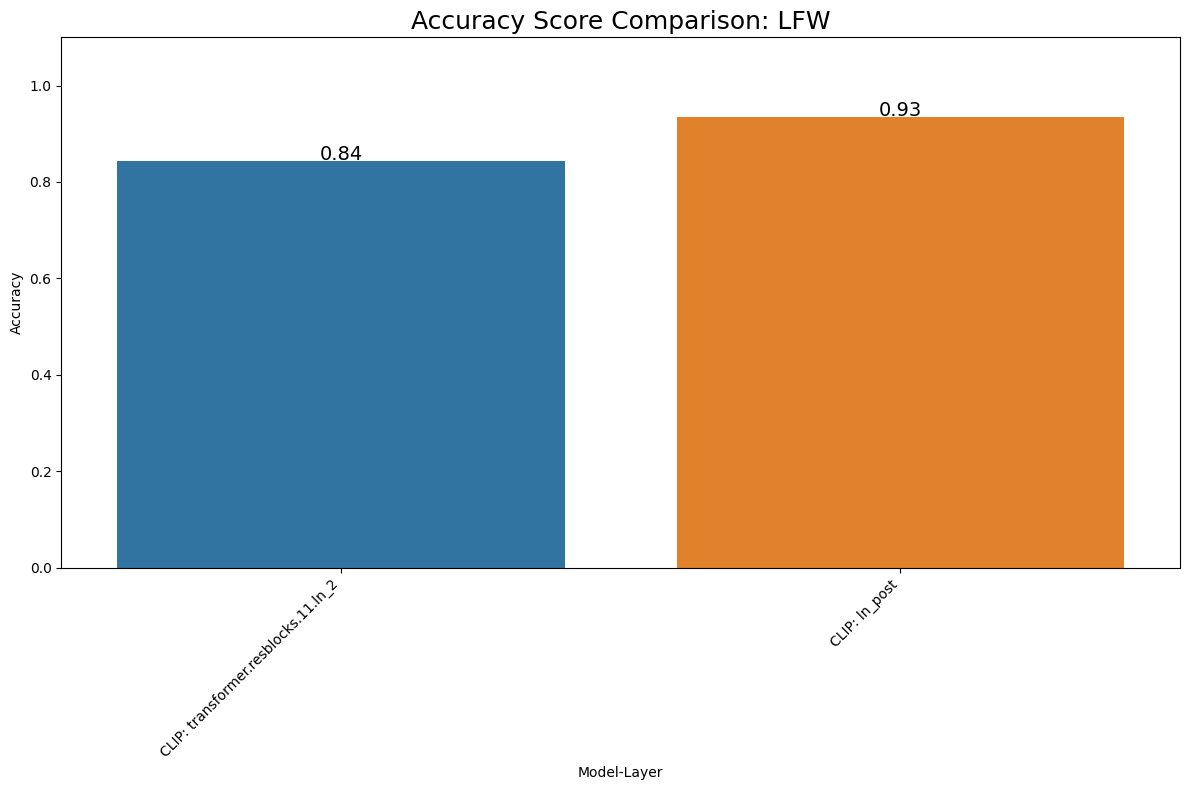 Accuracy Score Comparison: LFW
1.0
0.8
0.6
0.4
0.2
0.0
Accuracy
0.84
0.93
CLIP: transformer.resblocks.11.ln_2
CLIP: ln_post
Model-Layer